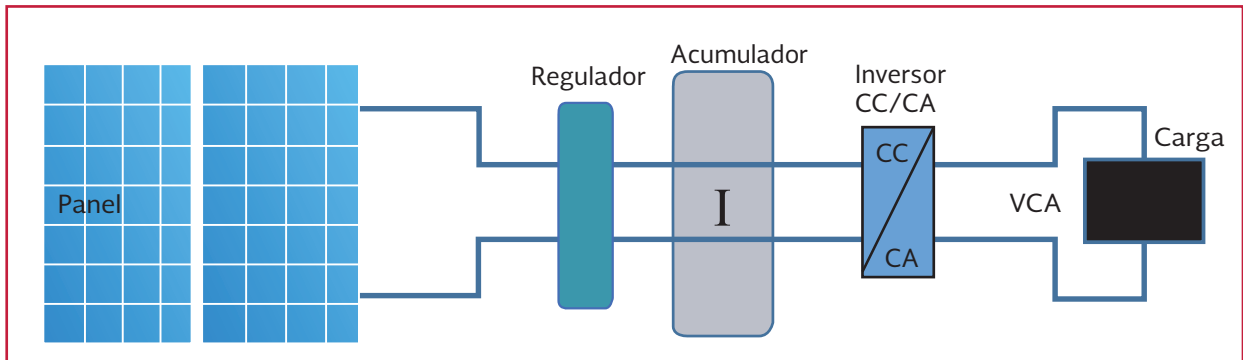 Panel
Regulador
Acumulador
I
Inversor
CC/CA
CC
CA
VCA
Carga